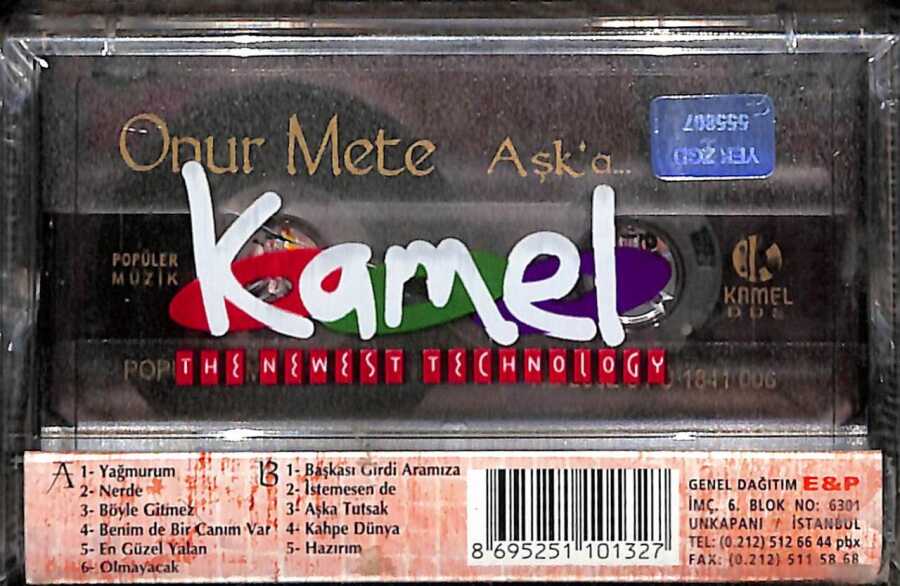 Onur Mete Aşk'a...
555807
YEK ZGD
Kamel
POPÜLER
MÜZİK
KAMEL
THE NEWEST TECHNOLOGY
POP
1841 006
A
1- Yağmurum
2- Nerde
3- Böyle Gitmez
4- Benim de Bir Canım Var
5- En Güzel Yalan
6- Olmayacak
B
1- Başkası Girdi Aramıza
2- İstemesen de
3- Aşka Tutsak
4- Kahpe Dünya
5- Hazırım
8 695251 101327
GENEL DAĞITIM E&P
İMÇ. 6. BLOK NO: 6301
UNKAPANI / İSTANBUL
TEL: (0.212) 512 66 44 pbx
FAX: (0.212) 511 58 68